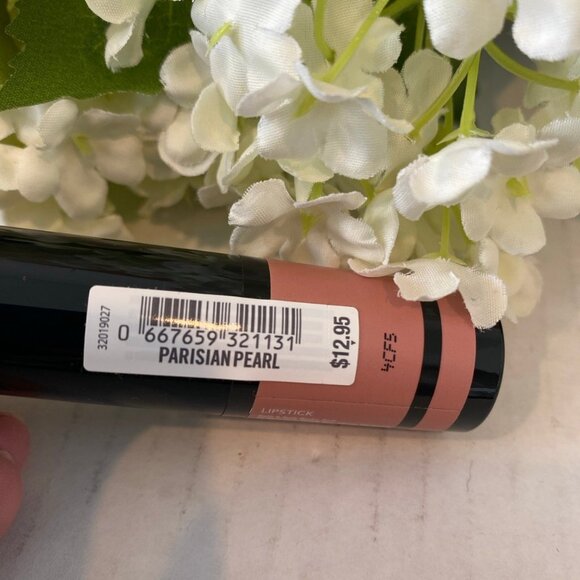 32019027
0 667659 321131
PARISIAN PEARL
$12.95
4CF5
LIPSTICK